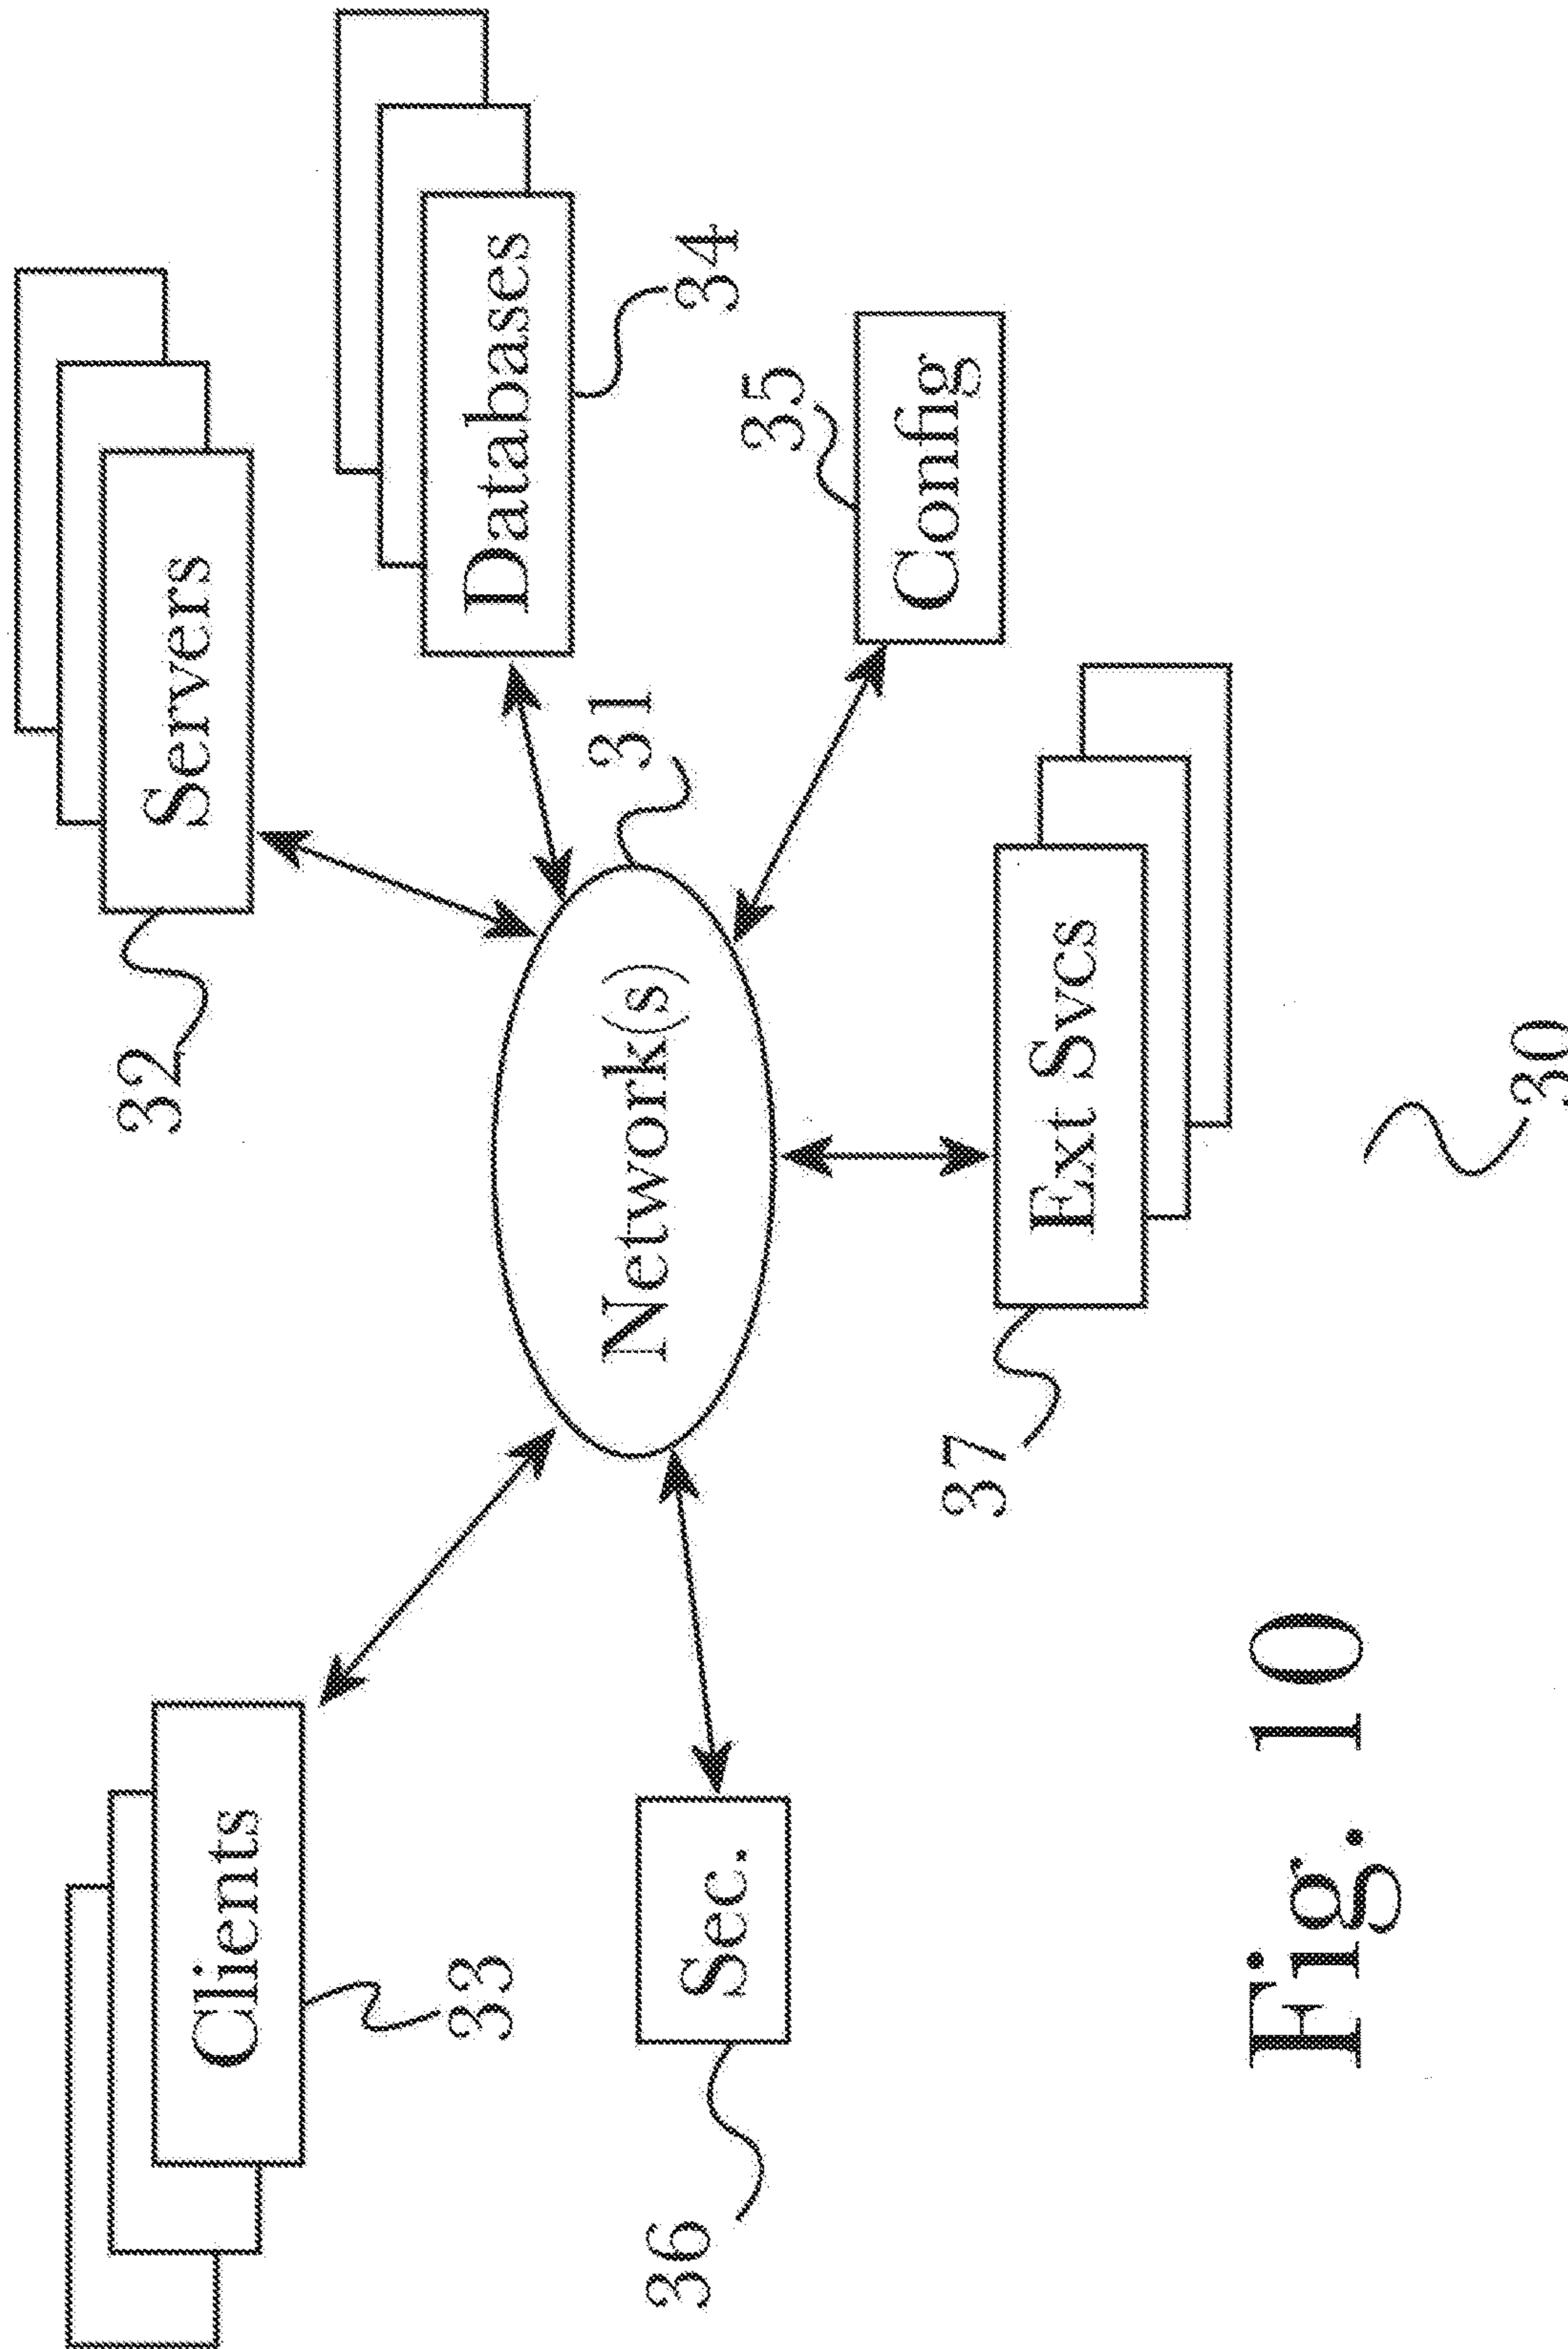 Servers
32
Clients
33
Databases
34
Network(s)
31
Sec.
36
35
Config
Ext Svcs
37
Fig. 10
30